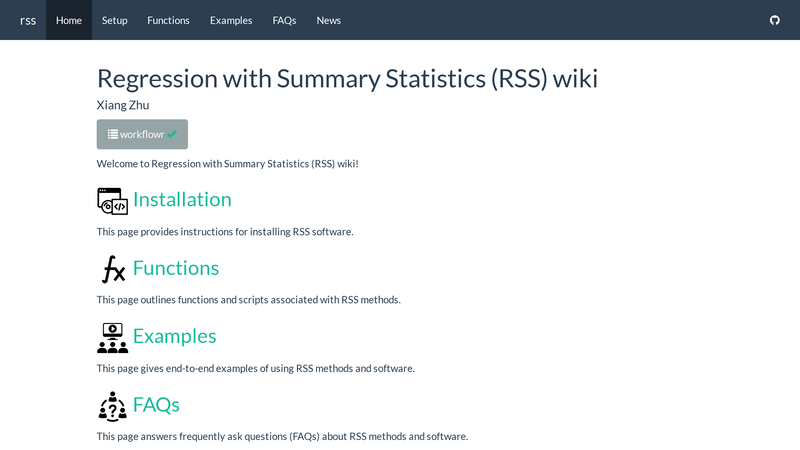 rss Home Setup Functions Examples FAQs News
Regression with Summary Statistics (RSS) wiki
Xiang Zhu
workflowr
Welcome to Regression with Summary Statistics (RSS) wiki!
Installation
This page provides instructions for installing RSS software.
fx Functions
This page outlines functions and scripts associated with RSS methods.
Examples
This page gives end-to-end examples of using RSS methods and software.
? FAQs
This page answers frequently ask questions (FAQs) about RSS methods and software.